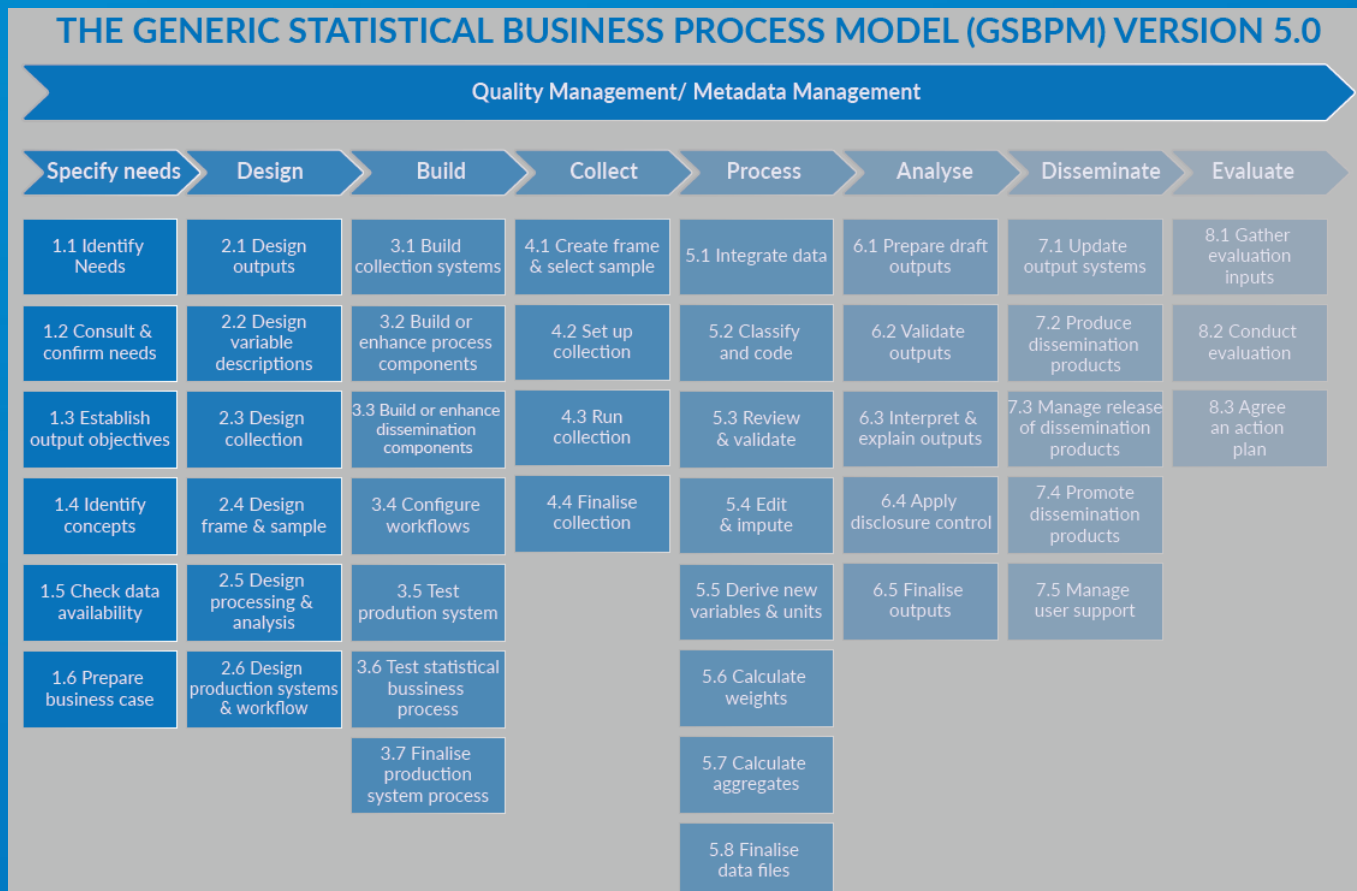 THE GENERIC STATISTICAL BUSINESS PROCESS MODEL (GSBPM) VERSION 5.0
Quality Management/ Metadata Management
Specify needs
Design
Build
Collect
Process
Analyse
Disseminate
Evaluate
1.1 Identify
Needs
1.2 Consult &
confirm needs
1.3 Establish
output objectives
1.4 Identify
concepts
1.5 Check data
availability
1.6 Prepare
business case
2.1 Design
outputs
2.2 Design
variable
descriptions
2.3 Design
collection
2.4 Design
frame & sample
2.5 Design
processing &
analysis
2.6 Design
production systems
& workflow
3.1 Build
collection systems
3.2 Build or
enhance process
components
3.3 Build or enhance
dissemination
components
3.4 Configure
workflows
3.5 Test
prodution system
3.6 Test statistical
bussiness
process
3.7 Finalise
production
system process
4.1 Create frame
& select sample
4.2 Set up
collection
4.3 Run
collection
4.4 Finalise
collection
5.1 Integrate data
5.2 Classify
and code
5.3 Review
& validate
5.4 Edit
& impute
5.5 Derive new
variables & units
5.6 Calculate
weights
5.7 Calculate
aggregates
5.8 Finalise
data files
6.1 Prepare draft
outputs
6.2 Validate
outputs
6.3 Interpret &
explain outputs
6.4 Apply
disclosure control
6.5 Finalise
outputs
7.1 Update
output systems
7.2 Produce
dissemination
products
7.3 Manage release
of dissemination
products
7.4 Promote
dissemination
products
7.5 Manage
user support
8.1 Gather
evaluation
inputs
8.2 Conduct
evaluation
8.3 Agree
an action
plan